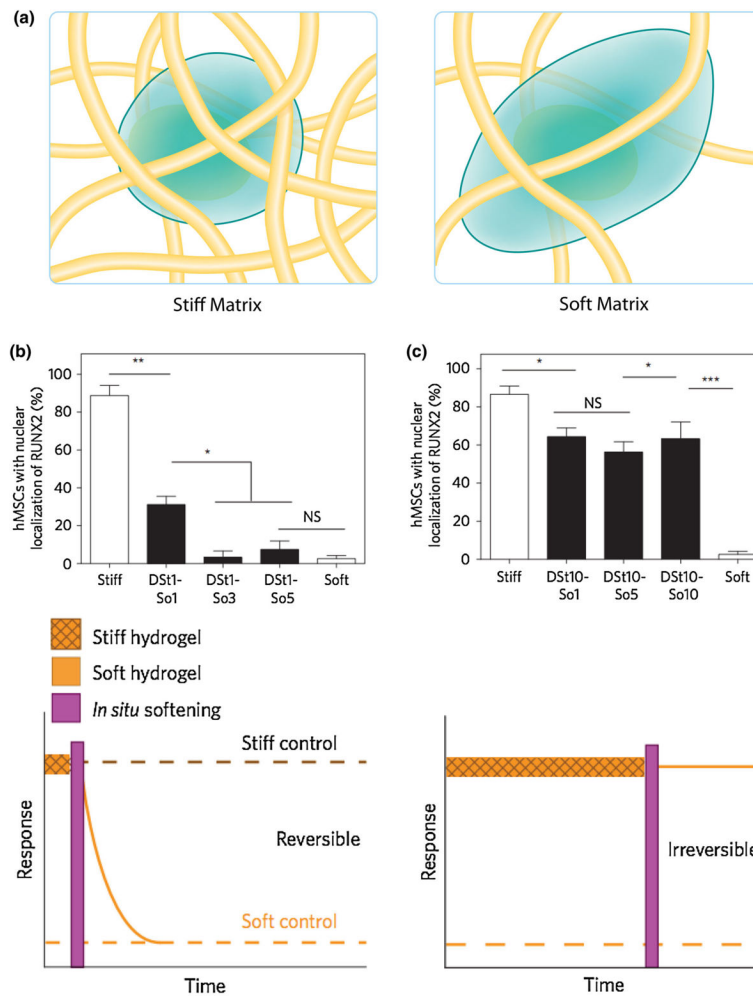 (a)
Stiff Matrix
Soft Matrix
(b)
hMSCs with nuclear
localization of RUNX2 (%)
100
80
60
40
20
0
**
*
NS
Stiff
DSt1-
So1
DSt1-
So3
DSt1-
So5
Soft
(c)
hMSCs with nuclear
localization of RUNX2 (%)
100
80
60
40
20
0
*
NS
*
***
Stiff
DSt10-
So1
DSt10-
So5
DSt10-
So10
Soft
Stiff hydrogel
Soft hydrogel
In situ softening
Response
Stiff control
Reversible
Soft control
Time
Response
Irreversible
Time